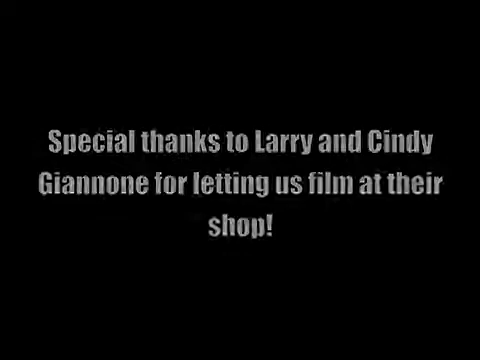 Special thanks to Larry and Cindy
Giannone for letting us film at their
shop!